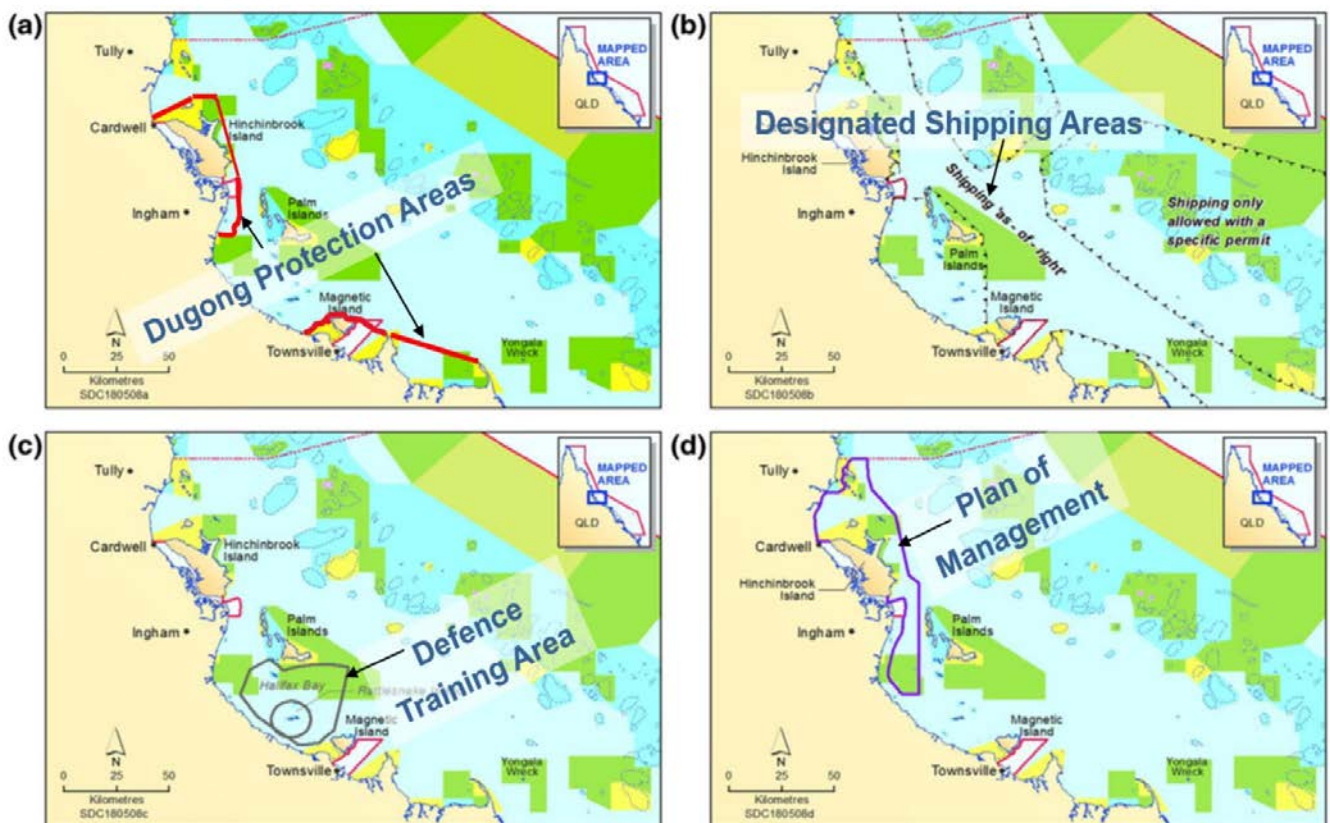 (a)
Tully
Cardwell
Hinchinbrook
Island
Ingham
Palm
Islands
Dugong Protection Areas
Magnetic
Island
Townsville
Yongala
Wreck
N
0 25 50
Kilometres
SDC180508a
MAPPED
AREA
QLD
(b)
Tully
Designated Shipping Areas
Cardwell
Hinchinbrook
Island
Ingham
Shipping 'as - of - right'
Shipping only
allowed with a
specific permit
Palm
Islands
Magnetic
Island
Townsville
Yongala
Wreck
N
0 25 50
Kilometres
SDC180508b
MAPPED
AREA
QLD
(c)
Tully
Cardwell
Hinchinbrook
Island
Ingham
Palm
Islands
Defence
Training Area
Halifax Bay
Magnetic
Island
Townsville
Yongala
Wreck
N
0 25 50
Kilometres
SDC180508c
MAPPED
AREA
QLD
(d)
Tully
Plan of
Management
Cardwell
Hinchinbrook
Island
Ingham
Palm
Islands
Magnetic
Island
Townsville
Yongala
Wreck
N
0 25 50
Kilometres
SDC180508d
MAPPED
AREA
QLD